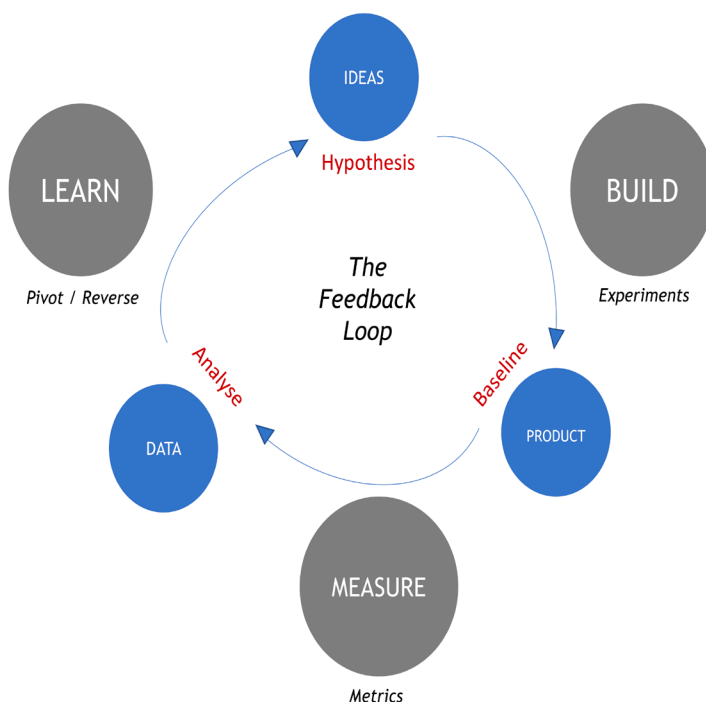 IDEAS
Hypothesis
LEARN
BUILD
Pivot / Reverse
Experiments
The
Feedback
Loop
Analyse
Baseline
DATA
PRODUCT
MEASURE
Metrics